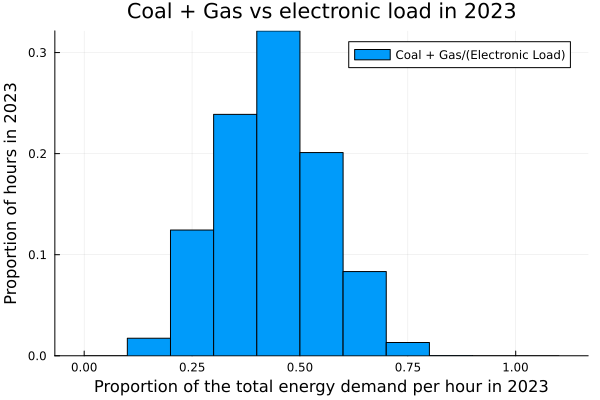 Coal + Gas vs electronic load in 2023
Coal + Gas/(Electronic Load)
Proportion of hours in 2023
0.3
0.2
0.1
0.0
0.00 0.25 0.50 0.75 1.00
Proportion of the total energy demand per hour in 2023